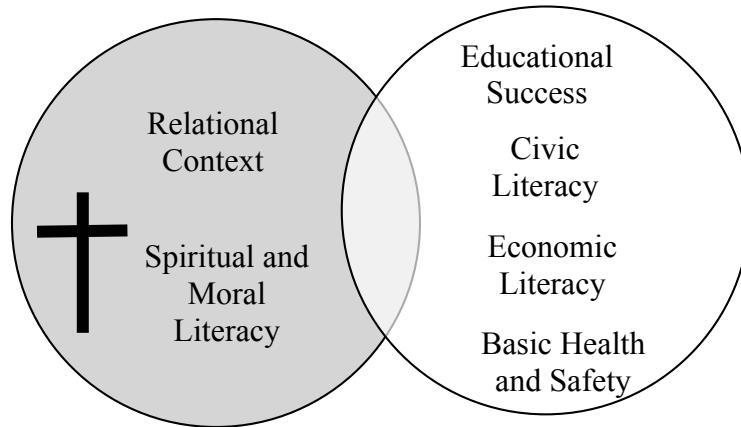 Relational
Context
Spiritual and
Moral
Literacy
Educational
Success
Civic
Literacy
Economic
Literacy
Basic Health
and Safety